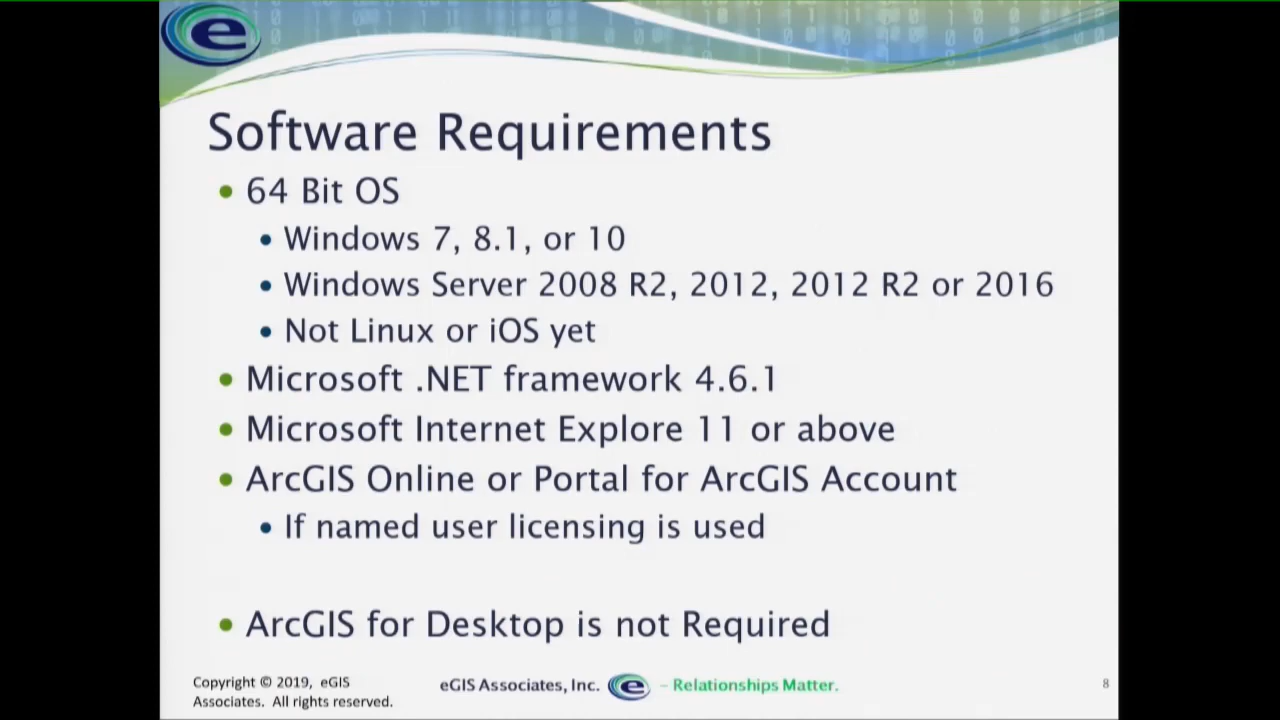 e
Software Requirements
• 64 Bit OS
• Windows 7, 8.1, or 10
• Windows Server 2008 R2, 2012, 2012 R2 or 2016
• Not Linux or iOS yet
• Microsoft .NET framework 4.6.1
• Microsoft Internet Explore 11 or above
• ArcGIS Online or Portal for ArcGIS Account
• If named user licensing is used
• ArcGIS for Desktop is not Required
Copyright © 2019, eGIS
Associates. All rights reserved.
eGIS Associates, Inc. e – Relationships Matter.
8